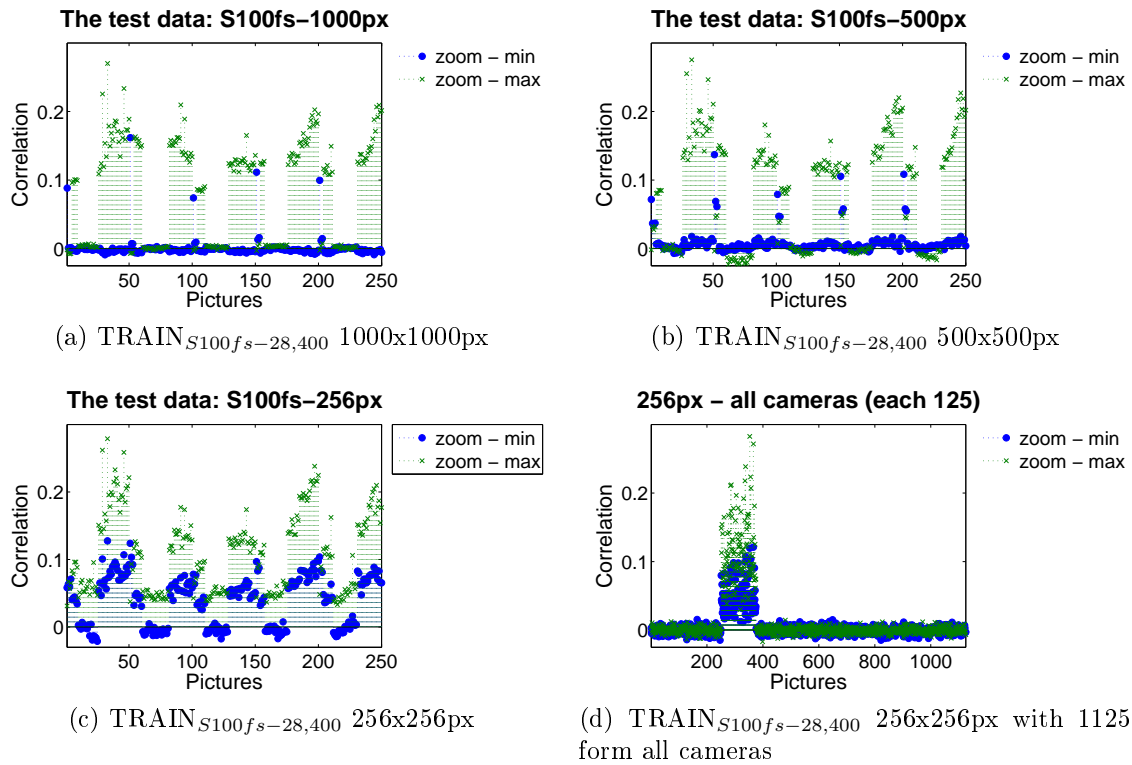 The test data: S100fs−1000px
zoom − min
zoom − max
Correlation
0.2
0.1
0
50 100 150 200 250
Pictures
(a) TRAIN_{S100fs−28,400} 1000x1000px
The test data: S100fs−500px
zoom − min
zoom − max
Correlation
0.2
0.1
0
50 100 150 200 250
Pictures
(b) TRAIN_{S100fs−28,400} 500x500px
The test data: S100fs−256px
zoom − min
zoom − max
Correlation
0.2
0.1
0
50 100 150 200 250
Pictures
(c) TRAIN_{S100fs−28,400} 256x256px
256px − all cameras (each 125)
zoom − min
zoom − max
Correlation
0.2
0.1
0
200 400 600 800 1000
Pictures
(d) TRAIN_{S100fs−28,400} 256x256px with 1125
form all cameras